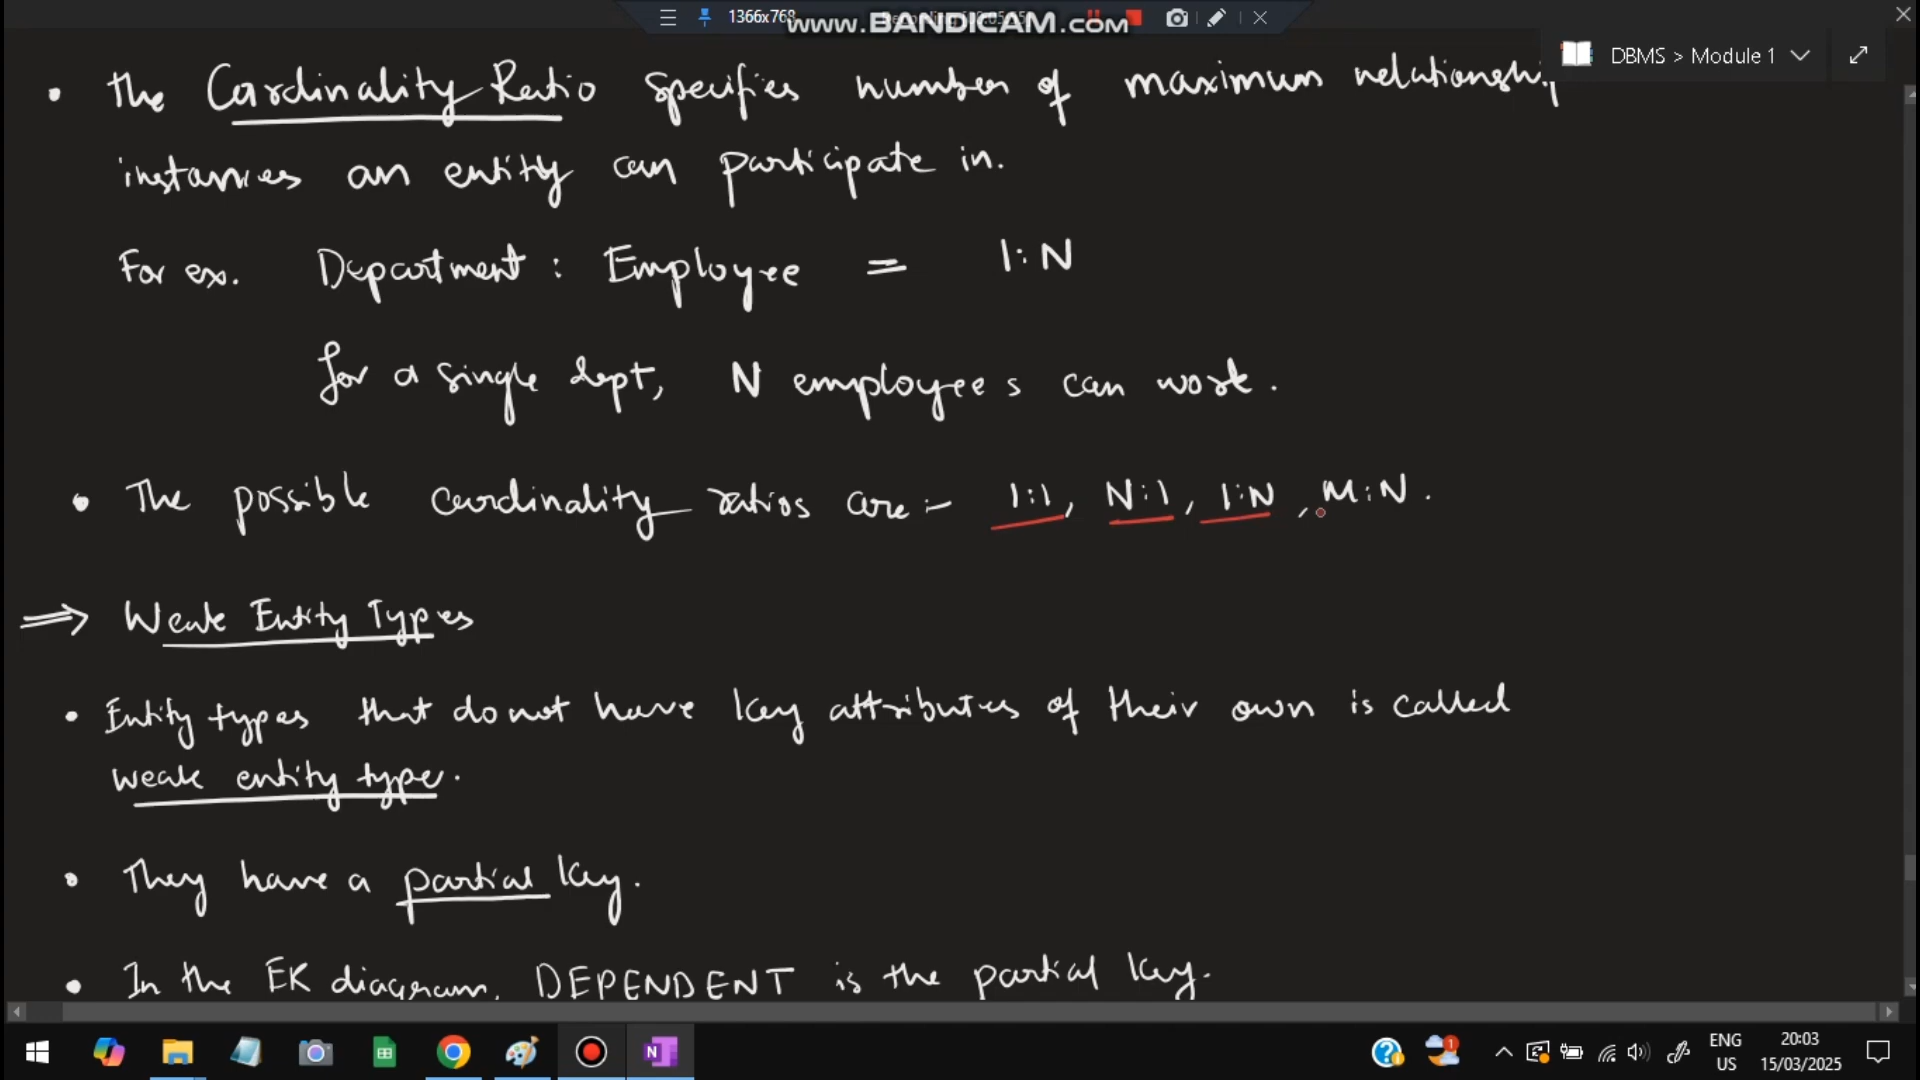 1366x768
www.BANDICAM.com
DBMS > Module 1
• The Cardinality Ratio specifies number of maximum relationship
instances an entity can participate in.
For ex. Department : Employee = 1:N
for a single dept, N employees can work.
• The possible cardinality ratios are :- 1:1, N:1, 1:N, M:N.
⇒ Weak Entity Types
• Entity types that do not have key attributes of their own is called
weak entity type.
• They have a partial key.
• In the ER diagram, DEPENDENT is the partial key.
ENG
US
20:03
15/03/2025